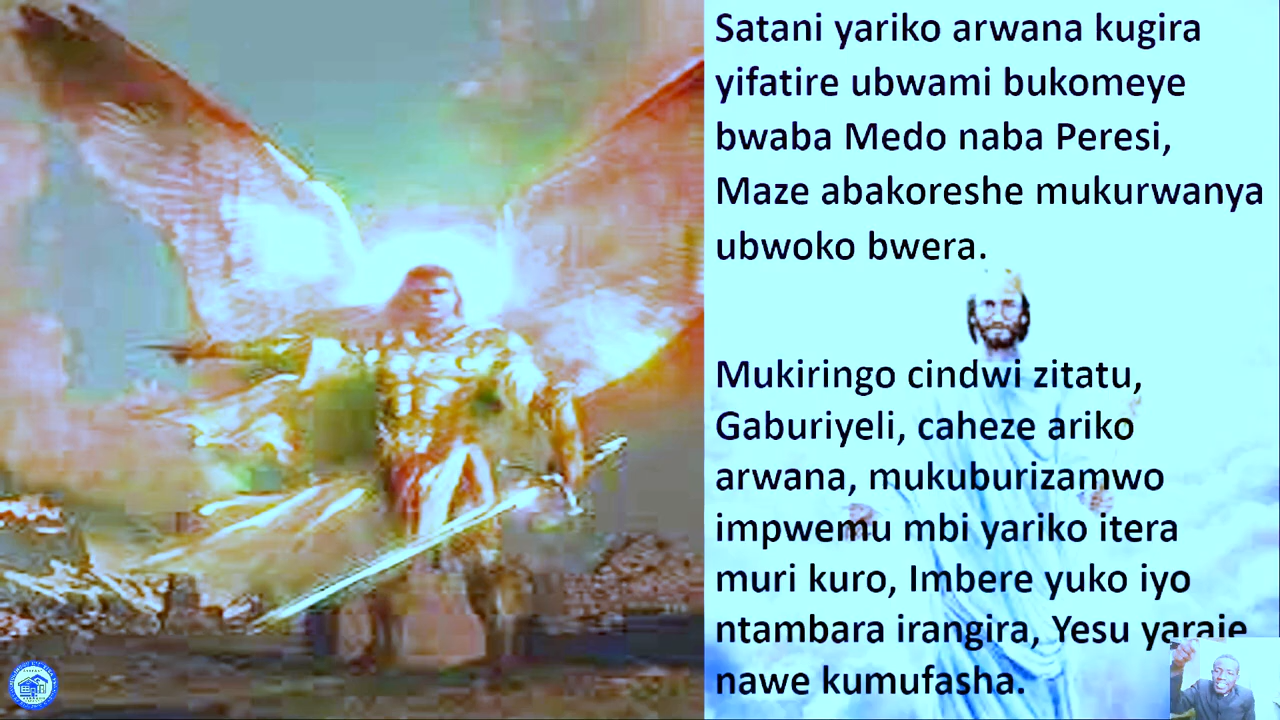 Satani yariko arwana kugira
yifatire ubwami bukomeye
bwaba Medo naba Peresi,
Maze abakoreshe mukurwanya
ubwoko bwera.
Mukiringo cindwi zitatu,
Gaburiyeli, caheze ariko
arwana, mukuburizamwo
impwemu mbi yariko itera
muri kuro, Imbere yuko iyo
ntambara irangira, Yesu yaraje
nawe kumufasha.